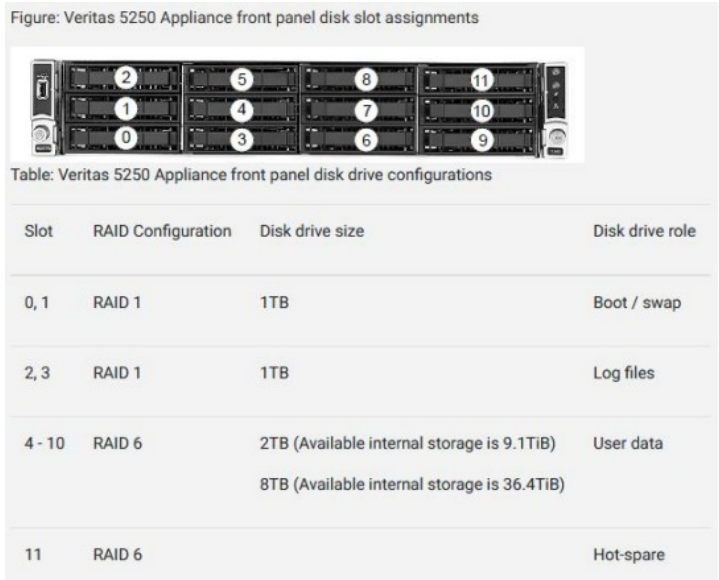 Figure: Veritas 5250 Appliance front panel disk slot assignments
2 5 8 11
1 4 7 10
0 3 6 9
Table: Veritas 5250 Appliance front panel disk drive configurations
Slot RAID Configuration Disk drive size Disk drive role
0, 1 RAID 1 1TB Boot / swap
2, 3 RAID 1 1TB Log files
4 - 10 RAID 6 2TB (Available internal storage is 9.1TiB) User data
8TB (Available internal storage is 36.4TiB)
11 RAID 6 Hot-spare